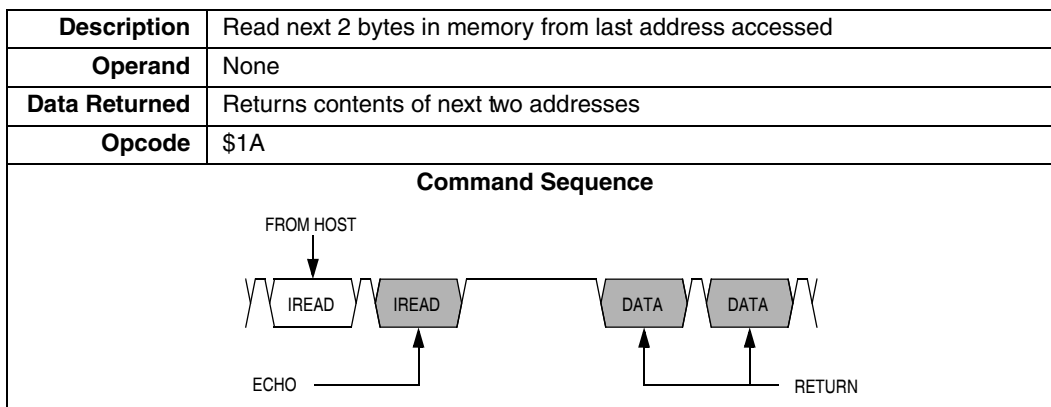 Description Read next 2 bytes in memory from last address accessed
Operand None
Data Returned Returns contents of next two addresses
Opcode $1A
Command Sequence
FROM HOST
IREAD IREAD DATA DATA
ECHO RETURN